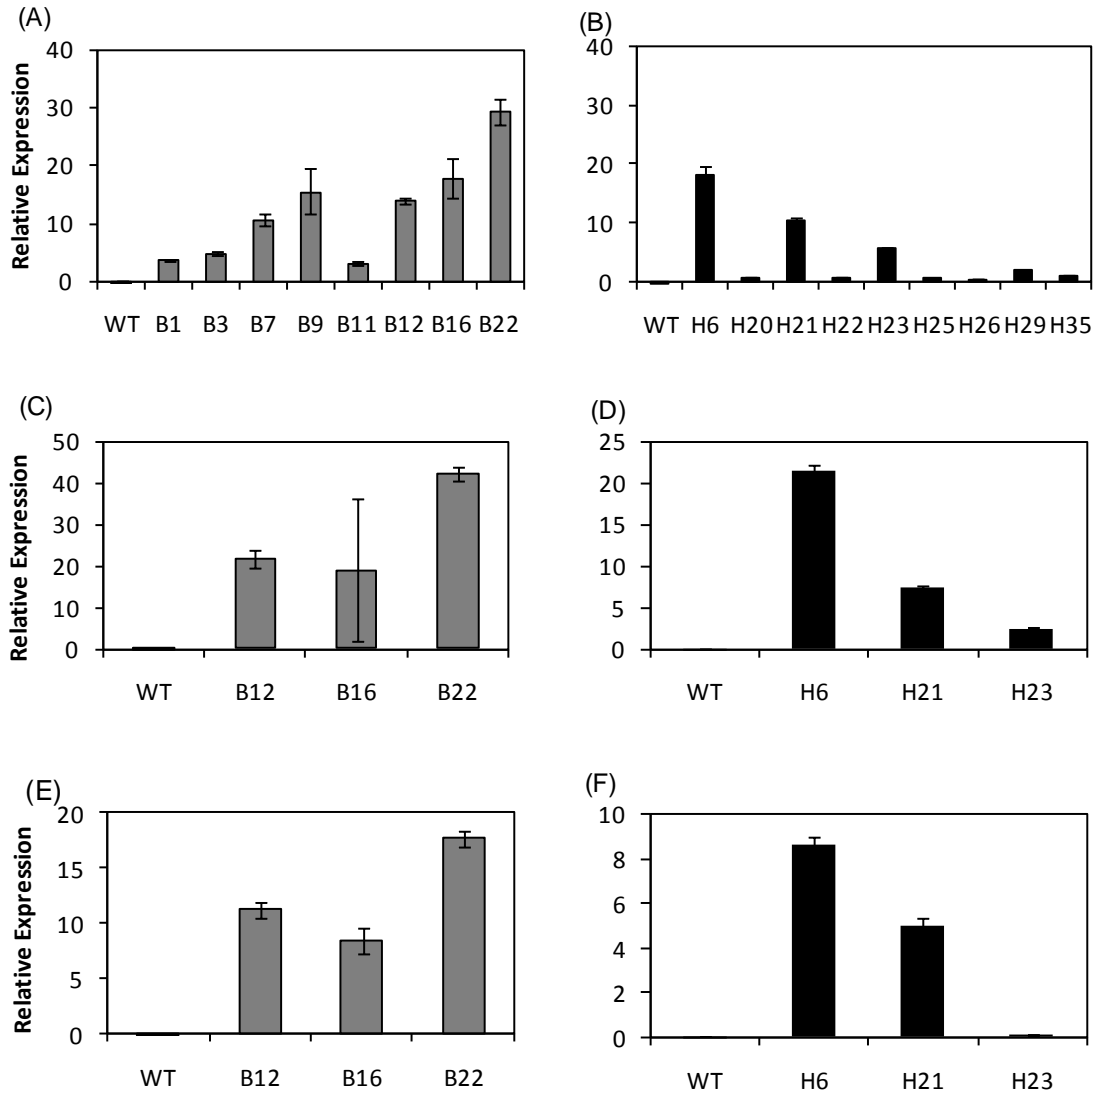 (A)
40
30
20
10
0
Relative Expression
WT B1 B3 B7 B9 B11 B12 B16 B22
(B)
40
30
20
10
0
WT H6 H20 H21 H22 H23 H25 H26 H29 H35
(C)
50
40
30
20
10
0
Relative Expression
WT B12 B16 B22
(D)
25
20
15
10
5
0
WT H6 H21 H23
(E)
20
15
10
5
0
Relative Expression
WT B12 B16 B22
(F)
10
8
6
4
2
0
WT H6 H21 H23